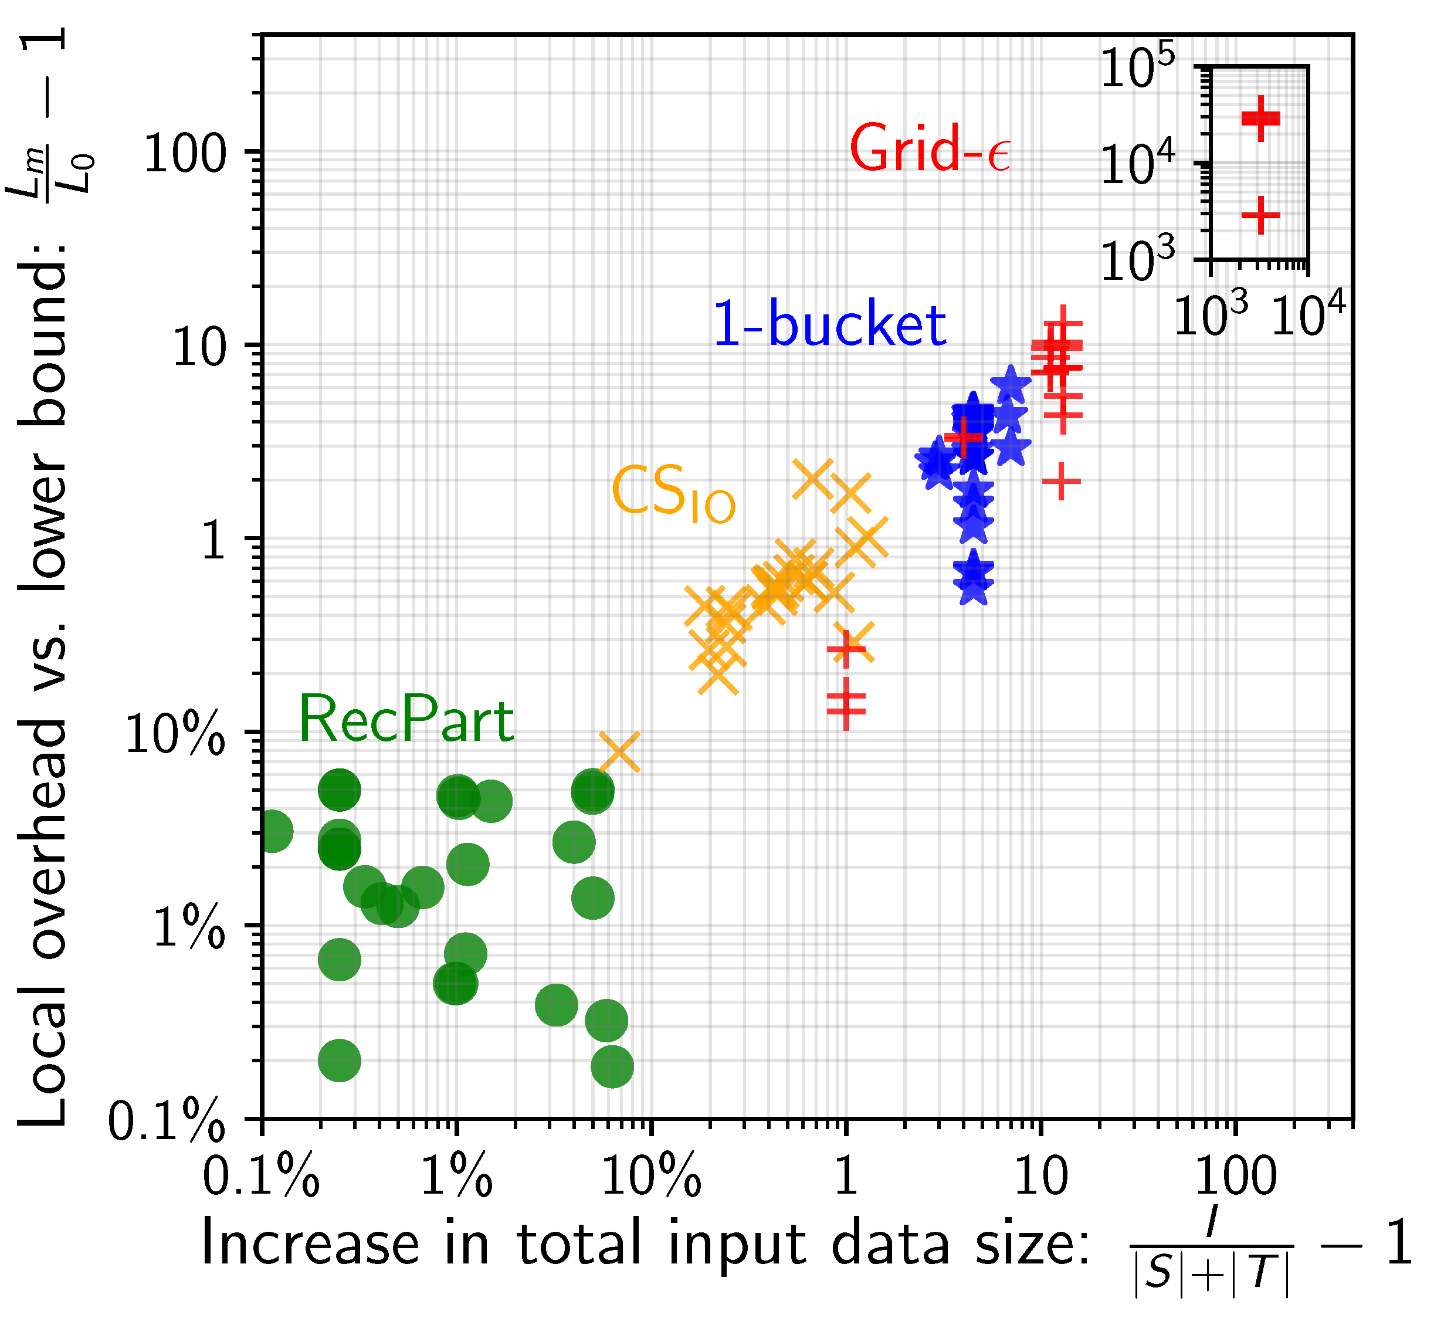 Local overhead vs. lower bound: L_m/L_0 − 1
100
10
1
10%
1%
0.1%
Grid-ϵ
1-bucket
CS_IO
RecPart
10^5
10^4
10^3
10^3 10^4
0.1% 1% 10% 1 10 100
Increase in total input data size: I/(|S|+|T|) − 1